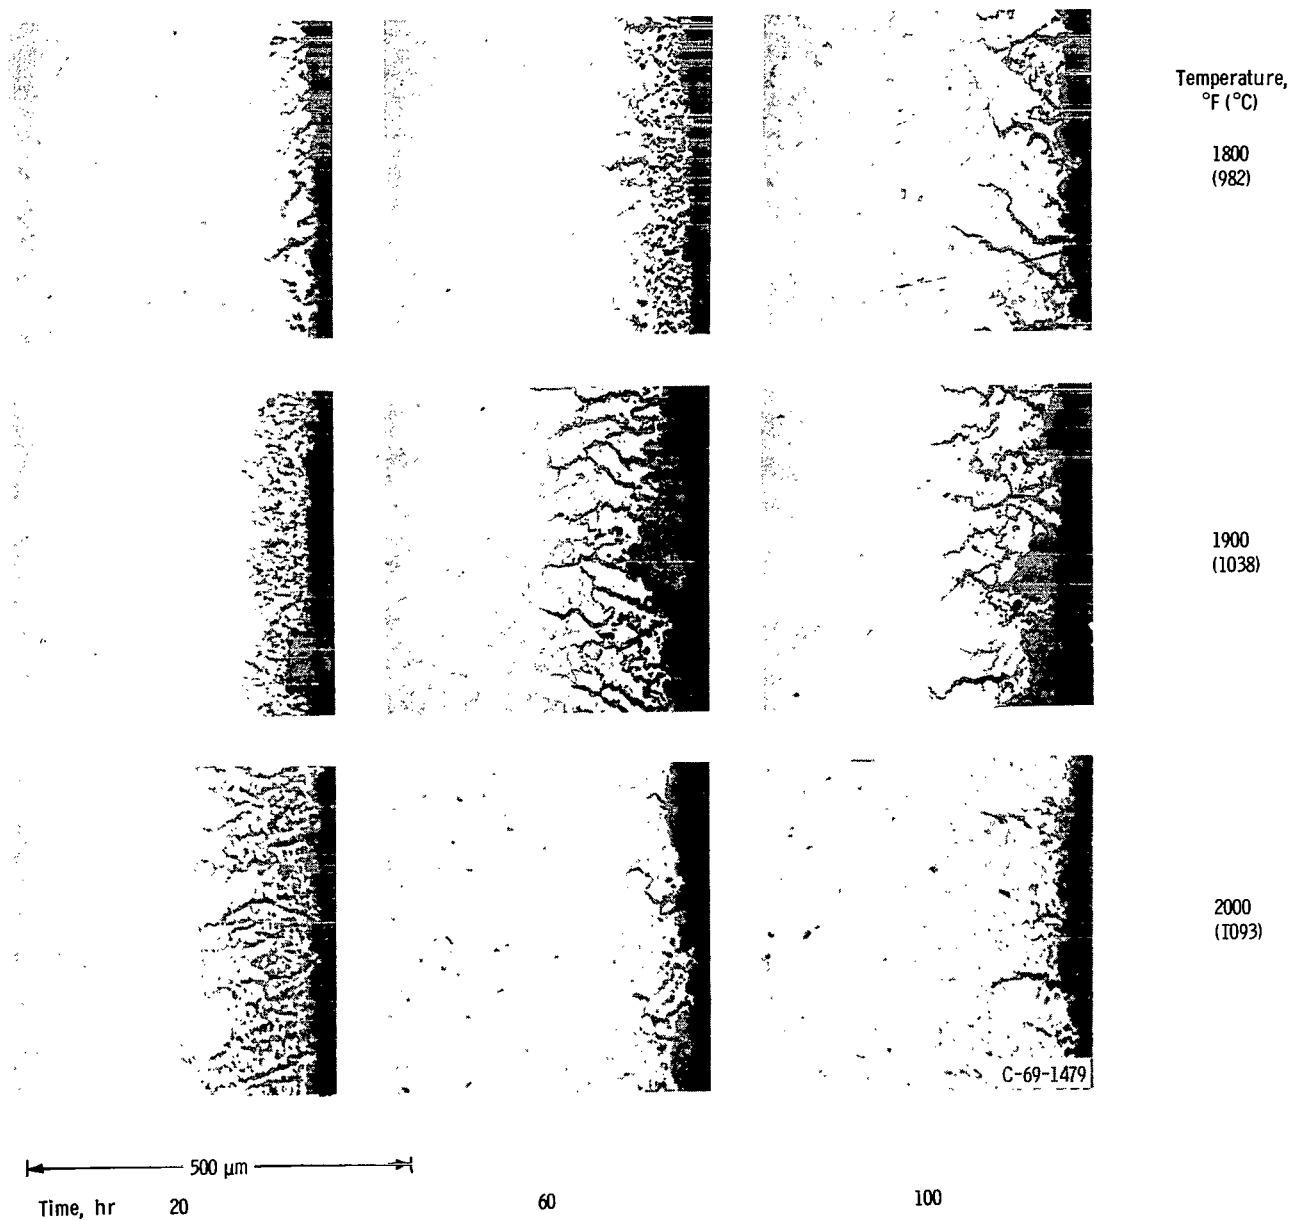 Temperature,
°F (°C)
1800
(982)
1900
(1038)
2000
(1093)
C-69-1479
500 μm
Time, hr 20 60 100